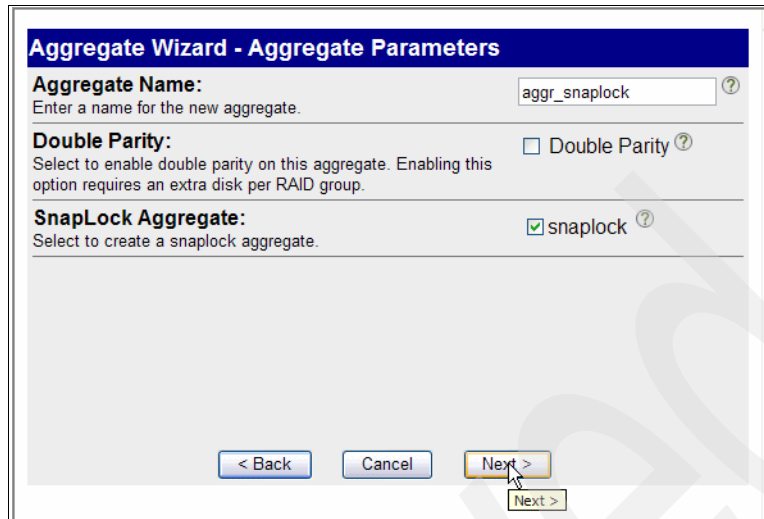 Aggregate Wizard - Aggregate Parameters
Aggregate Name:
Enter a name for the new aggregate.
aggr_snaplock
?
Double Parity:
Select to enable double parity on this aggregate. Enabling this
option requires an extra disk per RAID group.
Double Parity ?
SnapLock Aggregate:
Select to create a snaplock aggregate.
snaplock ?
< Back
Cancel
Next >
Next >